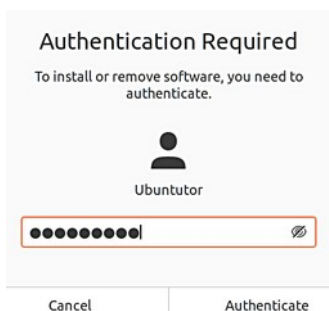 Authentication Required
To install or remove software, you need to
authenticate.
Ubuntutor
●●●●●●●●●
Cancel
Authenticate